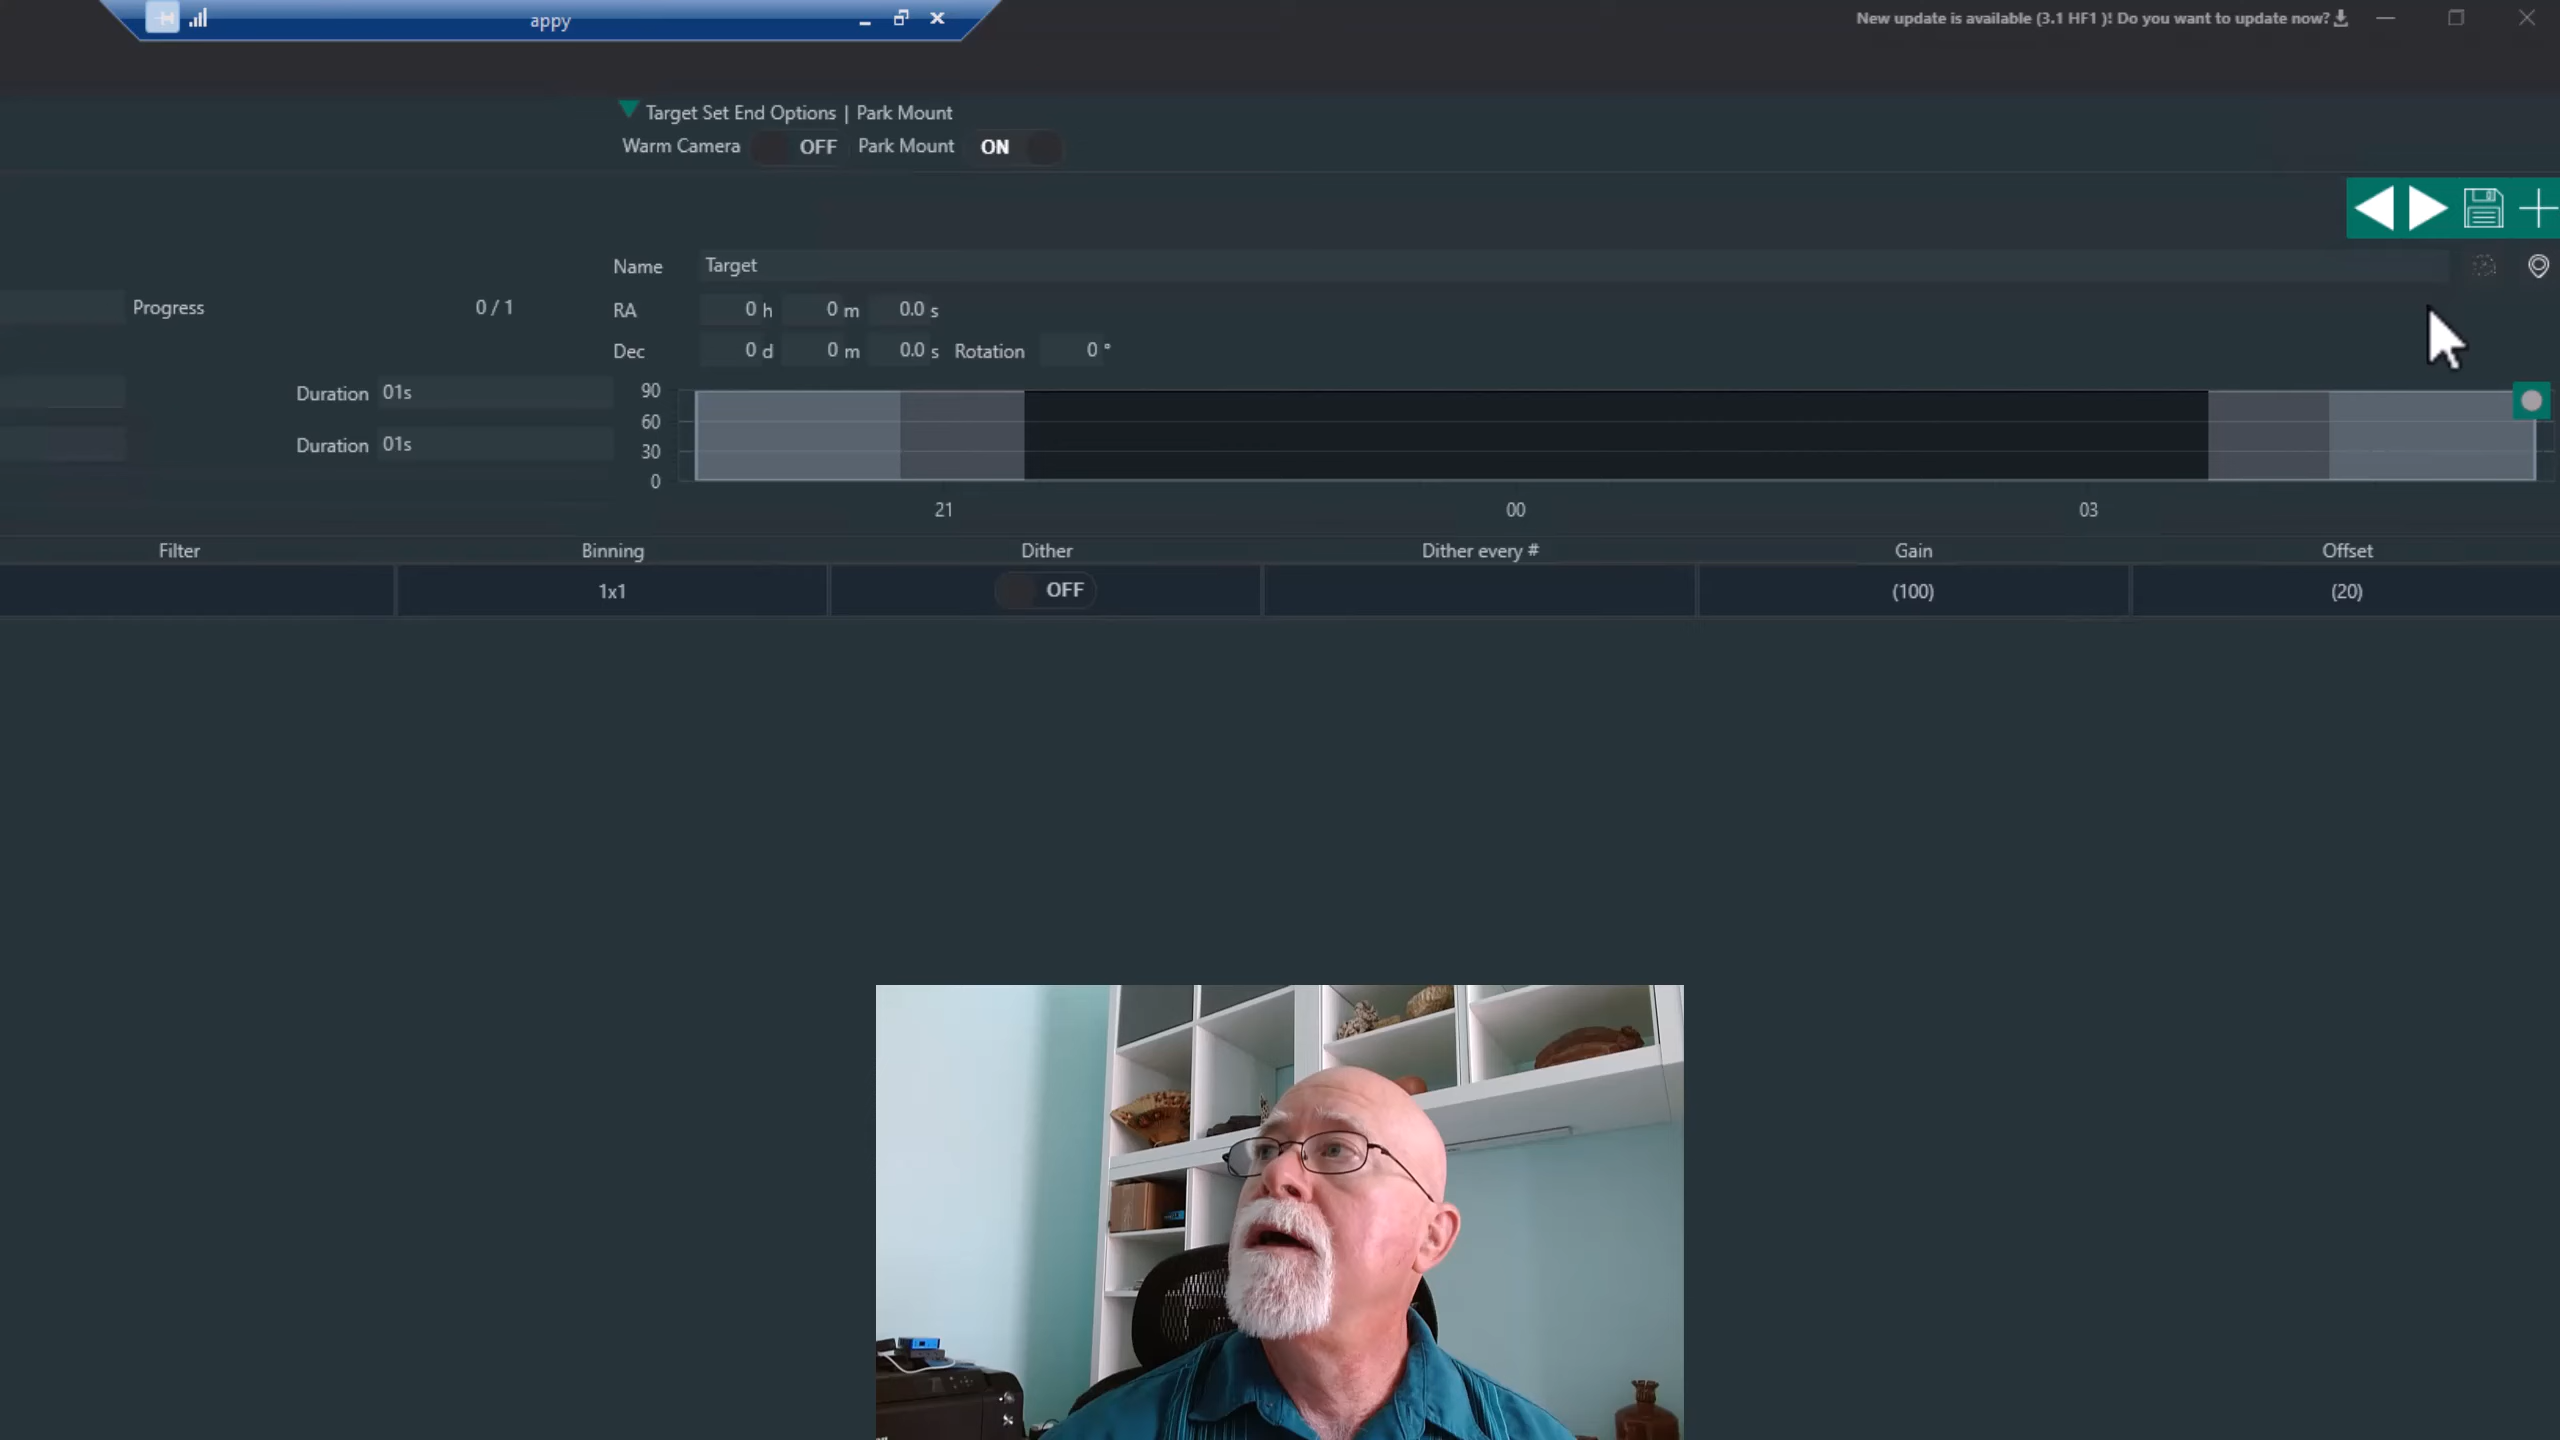 appy
New update is available (3.1 HF1 )! Do you want to update now?
Target Set End Options | Park Mount
Warm Camera OFF Park Mount ON
Name Target
Progress 0 / 1
RA 0 h 0 m 0.0 s
Dec 0 d 0 m 0.0 s Rotation 0 °
Duration 01s
Duration 01s
90
60
30
0
21 00 03
Filter Binning Dither Dither every # Gain Offset
1x1 OFF (100) (20)